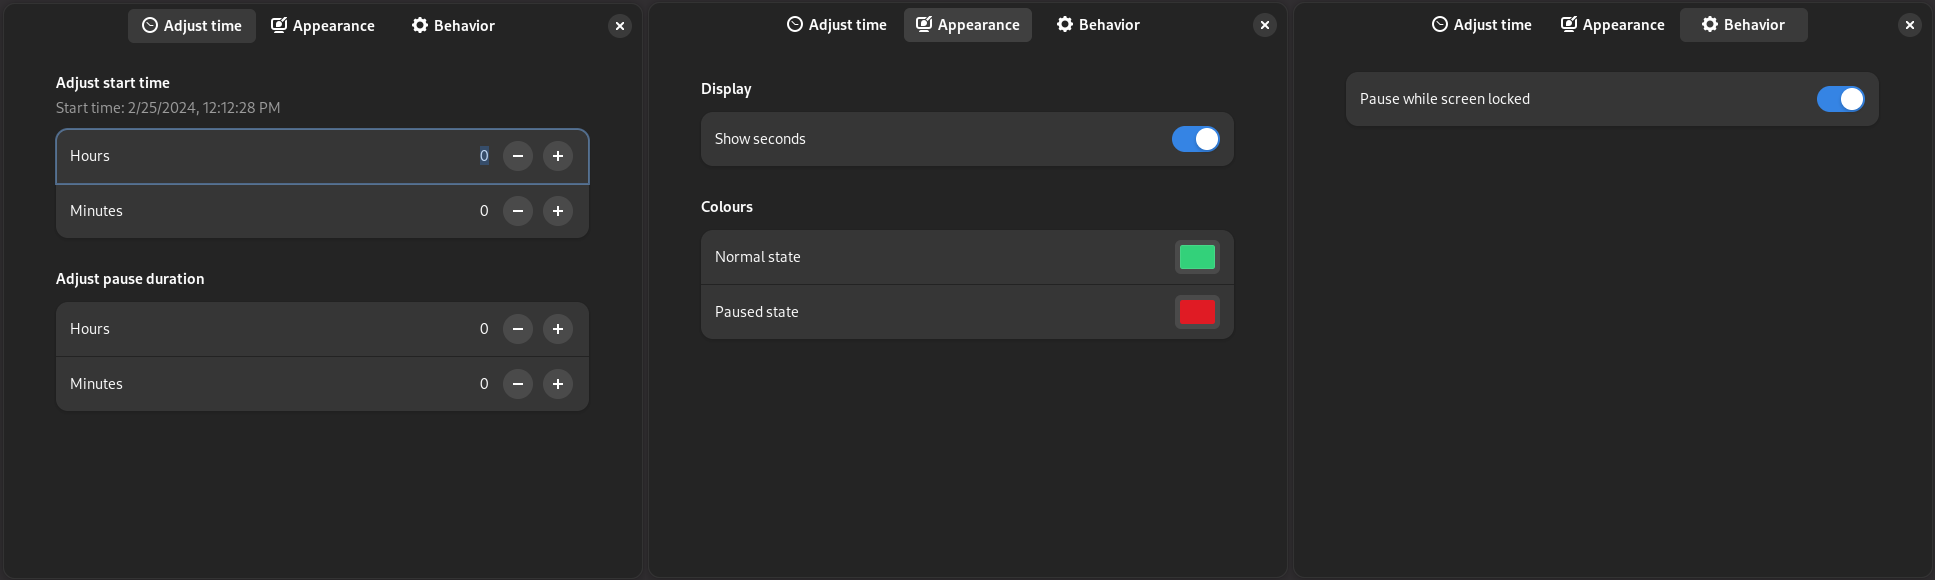 Adjust time Appearance Behavior
Adjust start time
Start time: 2/25/2024, 12:12:28 PM
Hours 0
Minutes 0
Adjust pause duration
Hours 0
Minutes 0
Adjust time Appearance Behavior
Display
Show seconds
Colours
Normal state
Paused state
Adjust time Appearance Behavior
Pause while screen locked